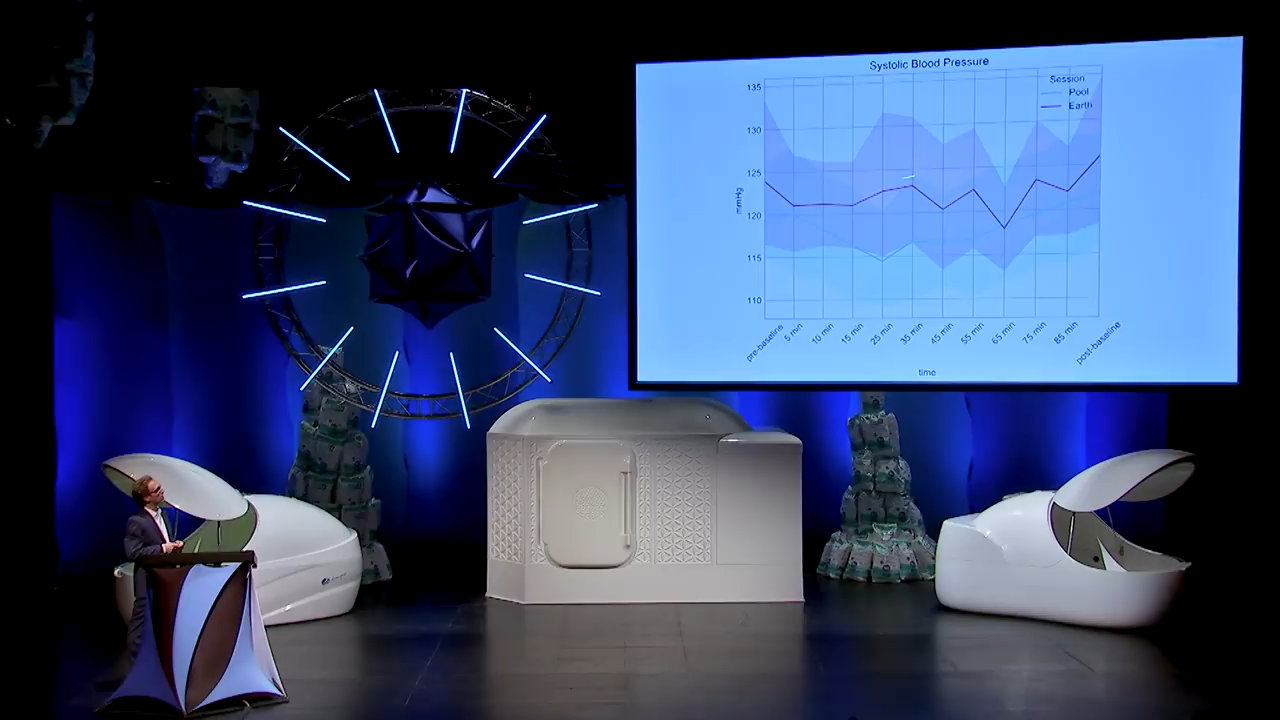 Systolic Blood Pressure
Session
Pool
Earth
135
130
125
120
115
110
mmHg
pre-baseline
5 min
10 min
15 min
25 min
35 min
45 min
55 min
65 min
75 min
85 min
post-baseline
time